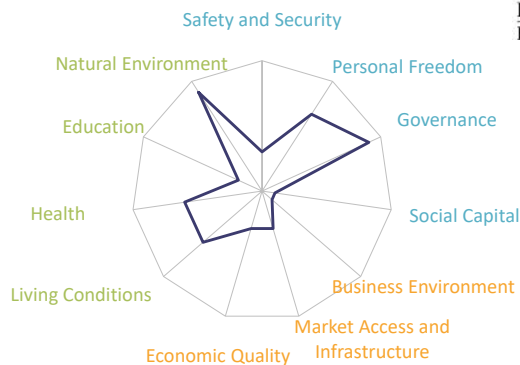 Safety and Security
Natural Environment
Personal Freedom
Education
Governance
Health
Social Capital
Living Conditions
Business Environment
Market Access and
Infrastructure
Economic Quality